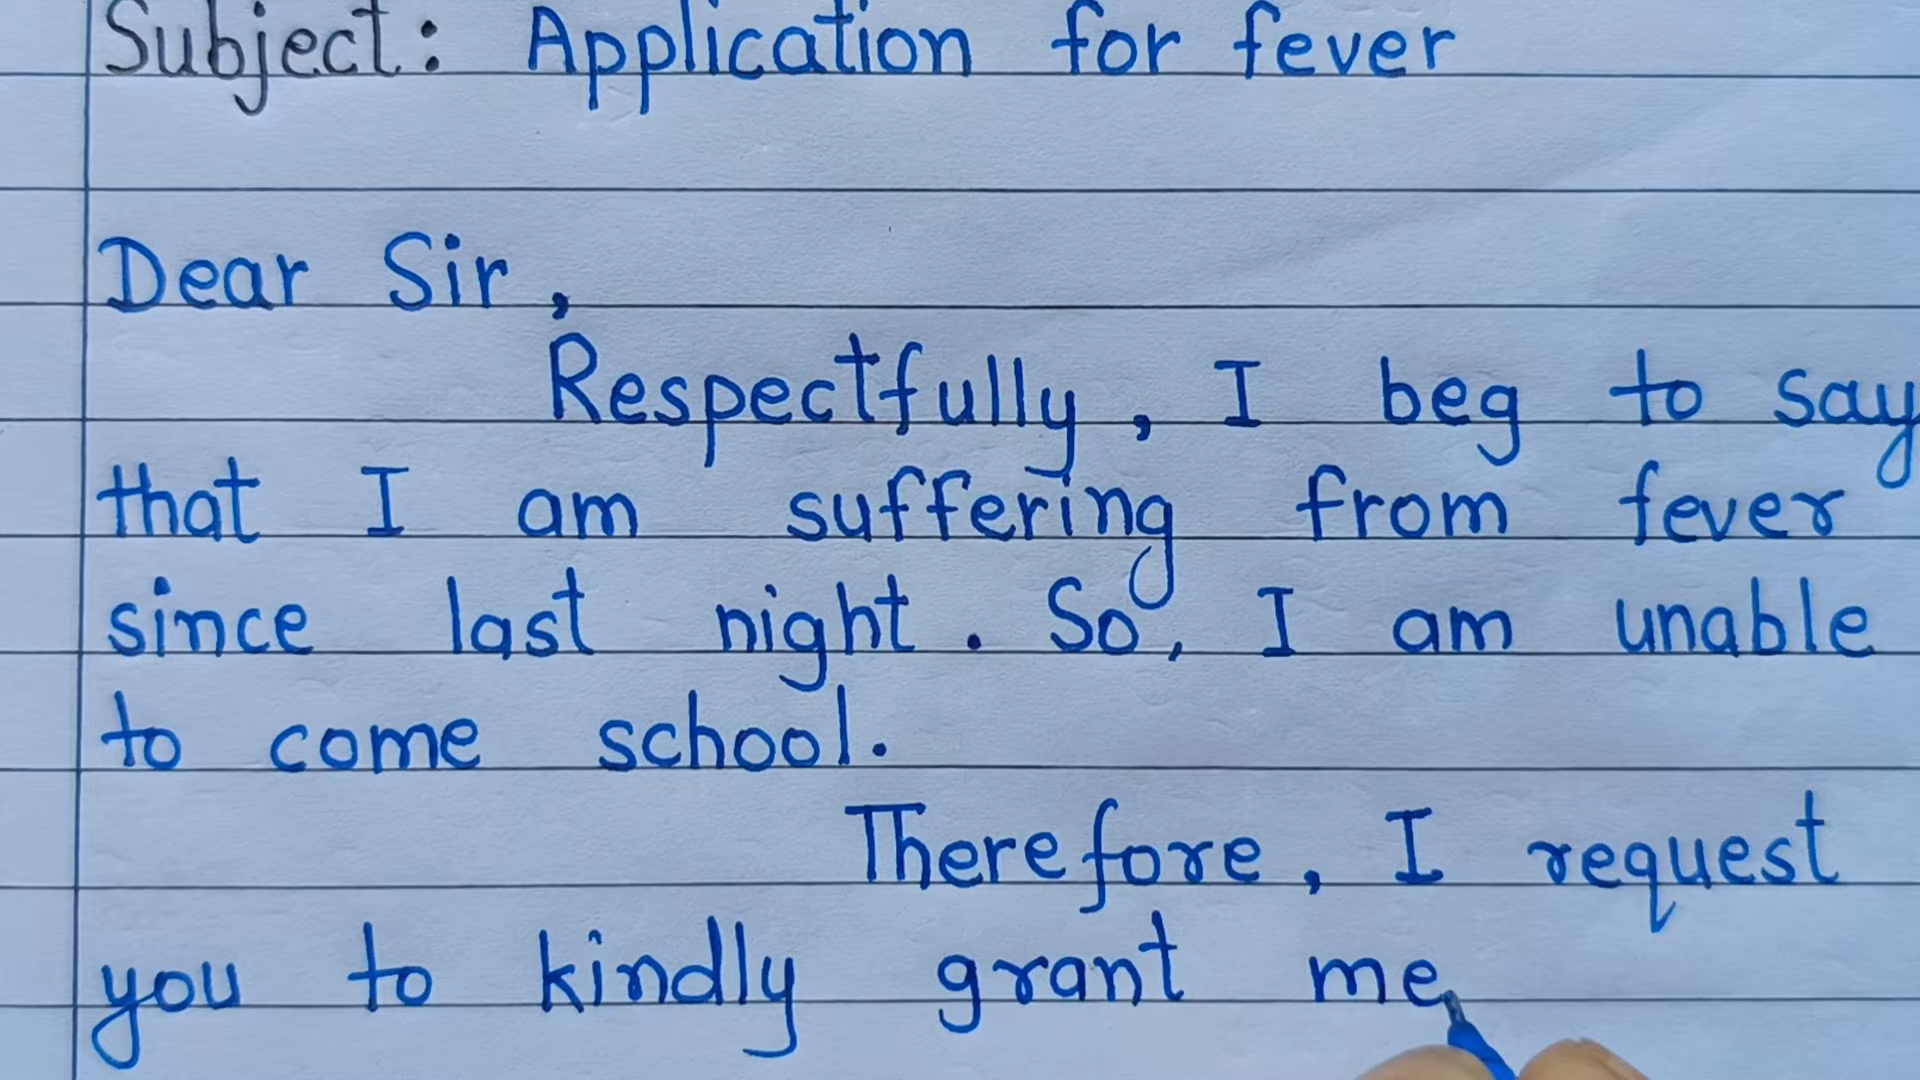 Subject: Application for fever
Dear Sir,
Respectfully, I beg to say
that I am suffering from fever
since last night. So, I am unable
to come school.
Therefore, I request
you to kindly grant me